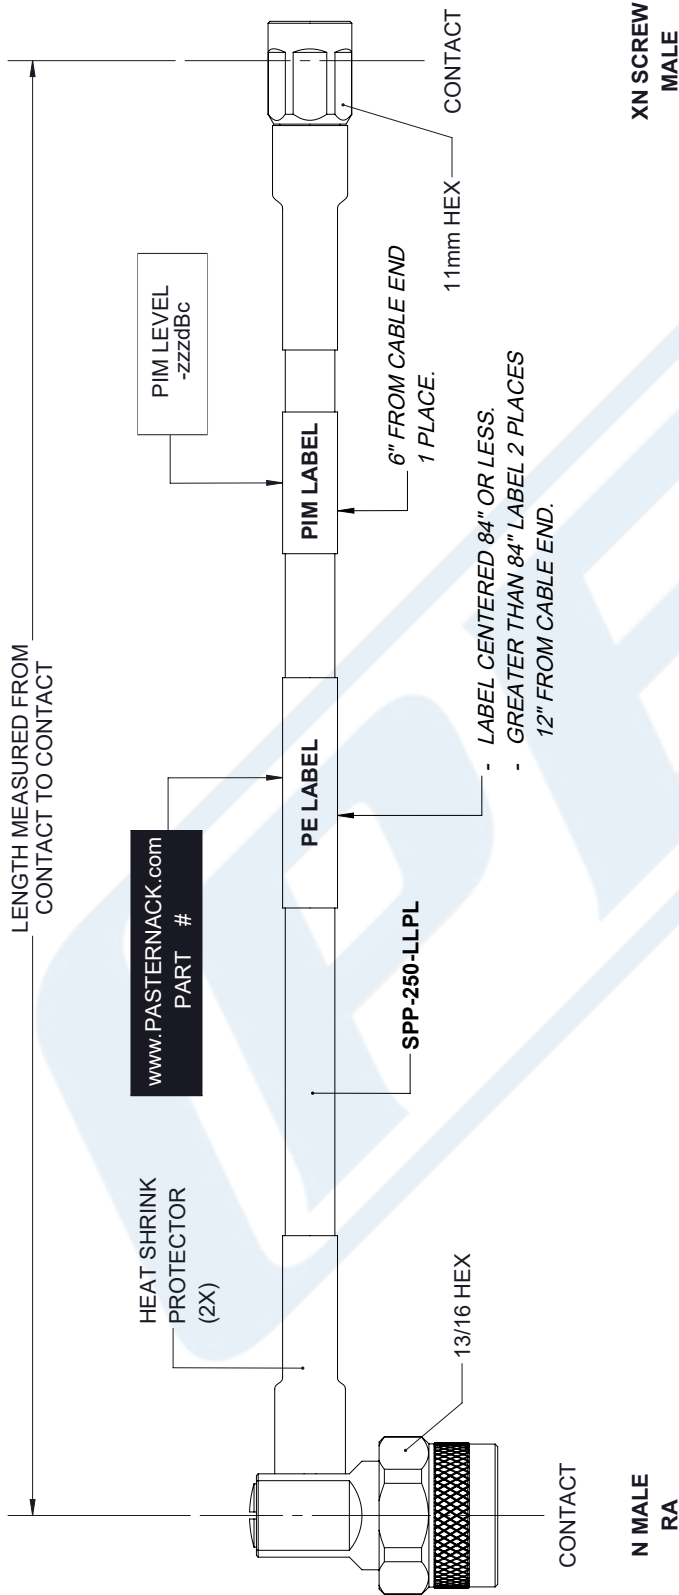 LENGTH MEASURED FROM
CONTACT TO CONTACT
www.PASTERNACK.com
PART #
PIM LEVEL
-zzzdBc
HEAT SHRINK
PROTECTOR
(2X)
PE LABEL
PIM LABEL
SPP-250-LLPL
6" FROM CABLE END
1 PLACE.
11mm HEX
CONTACT
- LABEL CENTERED 84" OR LESS.
- GREATER THAN 84" LABEL 2 PLACES
12" FROM CABLE END.
13/16 HEX
CONTACT
N MALE
RA
XN SCREW
MALE